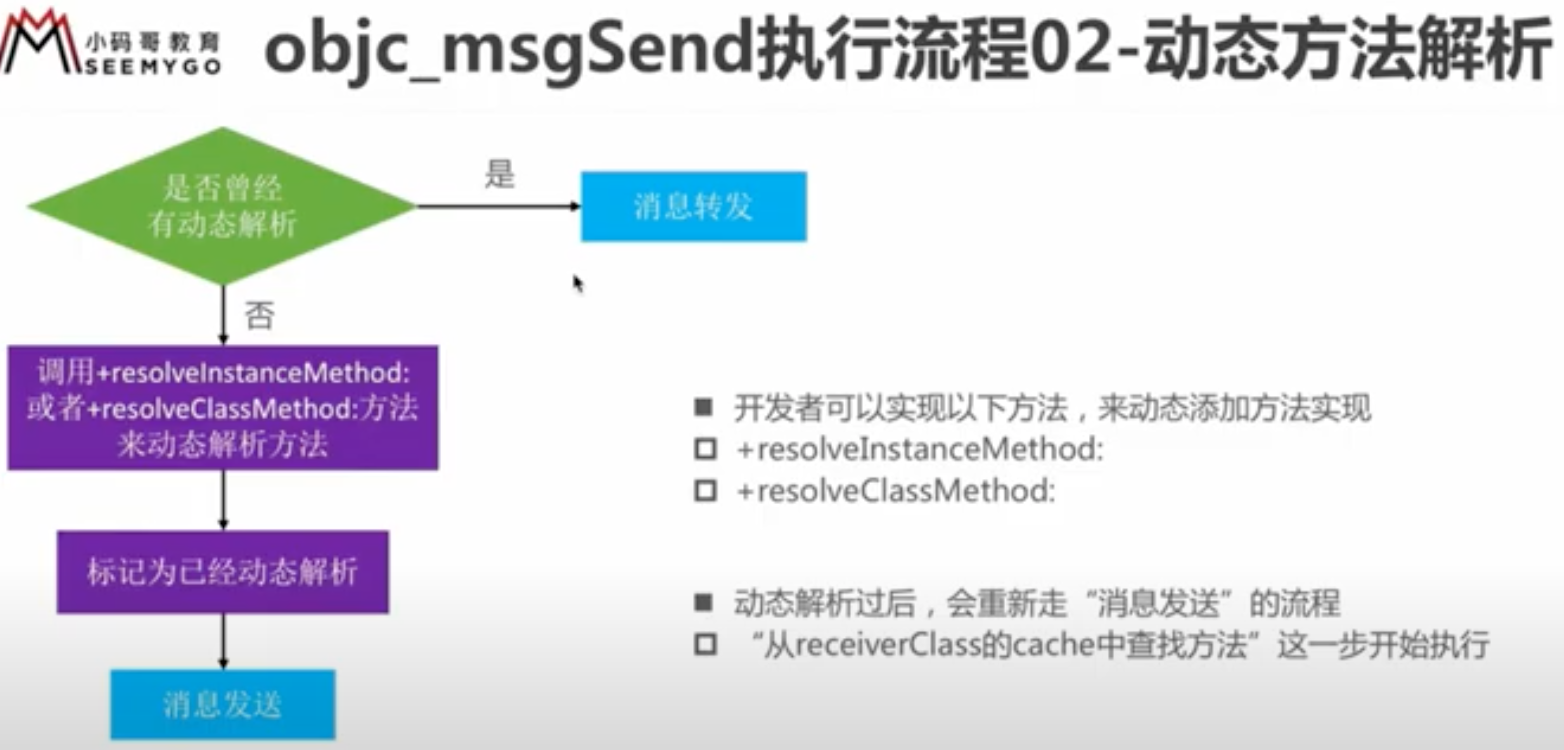 小码哥教育
SEEMYGO
objc_msgSend执行流程02-动态方法解析
是否曾经
有动态解析
是
消息转发
否
调用+resolveInstanceMethod:
或者+resolveClassMethod:方法
来动态解析方法
标记为已经动态解析
消息发送
■ 开发者可以实现以下方法，来动态添加方法实现
□ +resolveInstanceMethod:
□ +resolveClassMethod:
■ 动态解析过后，会重新走“消息发送”的流程
□ “从receiverClass的cache中查找方法”这一步开始执行